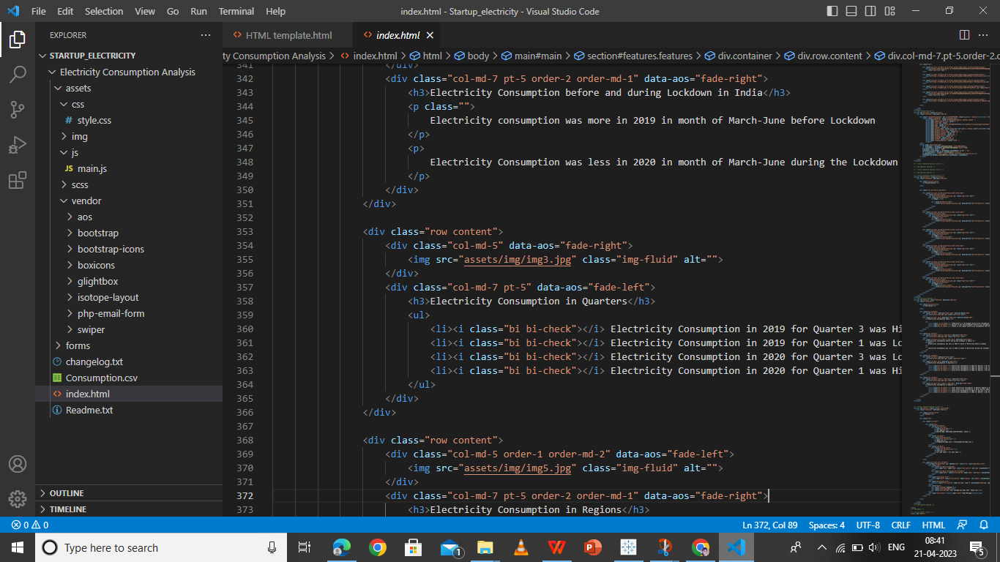 File Edit Selection View Go Run Terminal Help index.html - Startup_electricity - Visual Studio Code
EXPLORER
STARTUP_ELECTRICITY
Electricity Consumption Analysis
assets
css
# style.css
img
js
JS main.js
scss
vendor
aos
bootstrap
bootstrap-icons
boxicons
glightbox
isotope-layout
php-email-form
swiper
forms
changelog.txt
Consumption.csv
index.html
Readme.txt
OUTLINE
TIMELINE
HTML template.html index.html
ty Consumption Analysis > index.html > html > body > main#main > section#features.features > div.container > div.row.content > div.col-md-7.pt-5.order-2.o
341 </div>
342 <div class="col-md-7 pt-5 order-2 order-md-1" data-aos="fade-right">
343 <h3>Electricity Consumption before and during Lockdown in India</h3>
344 <p class="">
345 Electricity consumption was more in 2019 in month of March-June before Lockdown
346 </p>
347 <p>
348 Electricity Consumption was less in 2020 in month of March-June during the Lockdown
349 </p>
350 </div>
351 </div>
352
353 <div class="row content">
354 <div class="col-md-5" data-aos="fade-right">
355 <img src="assets/img/img3.jpg" class="img-fluid" alt="">
356 </div>
357 <div class="col-md-7 pt-5" data-aos="fade-left">
358 <h3>Electricity Consumption in Quarters</h3>
359 <ul>
360 <li><i class="bi bi-check"></i> Electricity Consumption in 2019 for Quarter 3 was Hi
361 <li><i class="bi bi-check"></i> Electricity Consumption in 2019 for Quarter 1 was Lo
362 <li><i class="bi bi-check"></i> Electricity Consumption in 2020 for Quarter 3 was Lo
363 <li><i class="bi bi-check"></i> Electricity Consumption in 2020 for Quarter 1 was Hi
364 </ul>
365 </div>
366 </div>
367
368 <div class="row content">
369 <div class="col-md-5 order-1 order-md-2" data-aos="fade-left">
370 <img src="assets/img/img5.jpg" class="img-fluid" alt="">
371 </div>
372 <div class="col-md-7 pt-5 order-2 order-md-1" data-aos="fade-right">
373 <h3>Electricity Consumption in Regions</h3>
0 0 Ln 372, Col 89 Spaces: 4 UTF-8 CRLF HTML
Type here to search 1 W P ENG 08:41
21-04-2023 5